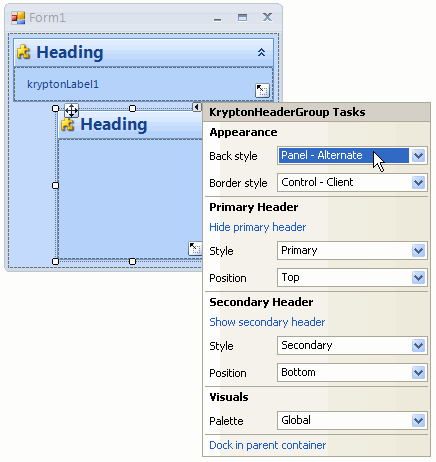 Form1
Heading
kryptonLabel1
Heading
KryptonHeaderGroup Tasks
Appearance
Back style Panel - Alternate
Border style Control - Client
Primary Header
Hide primary header
Style Primary
Position Top
Secondary Header
Show secondary header
Style Secondary
Position Bottom
Visuals
Palette Global
Dock in parent container